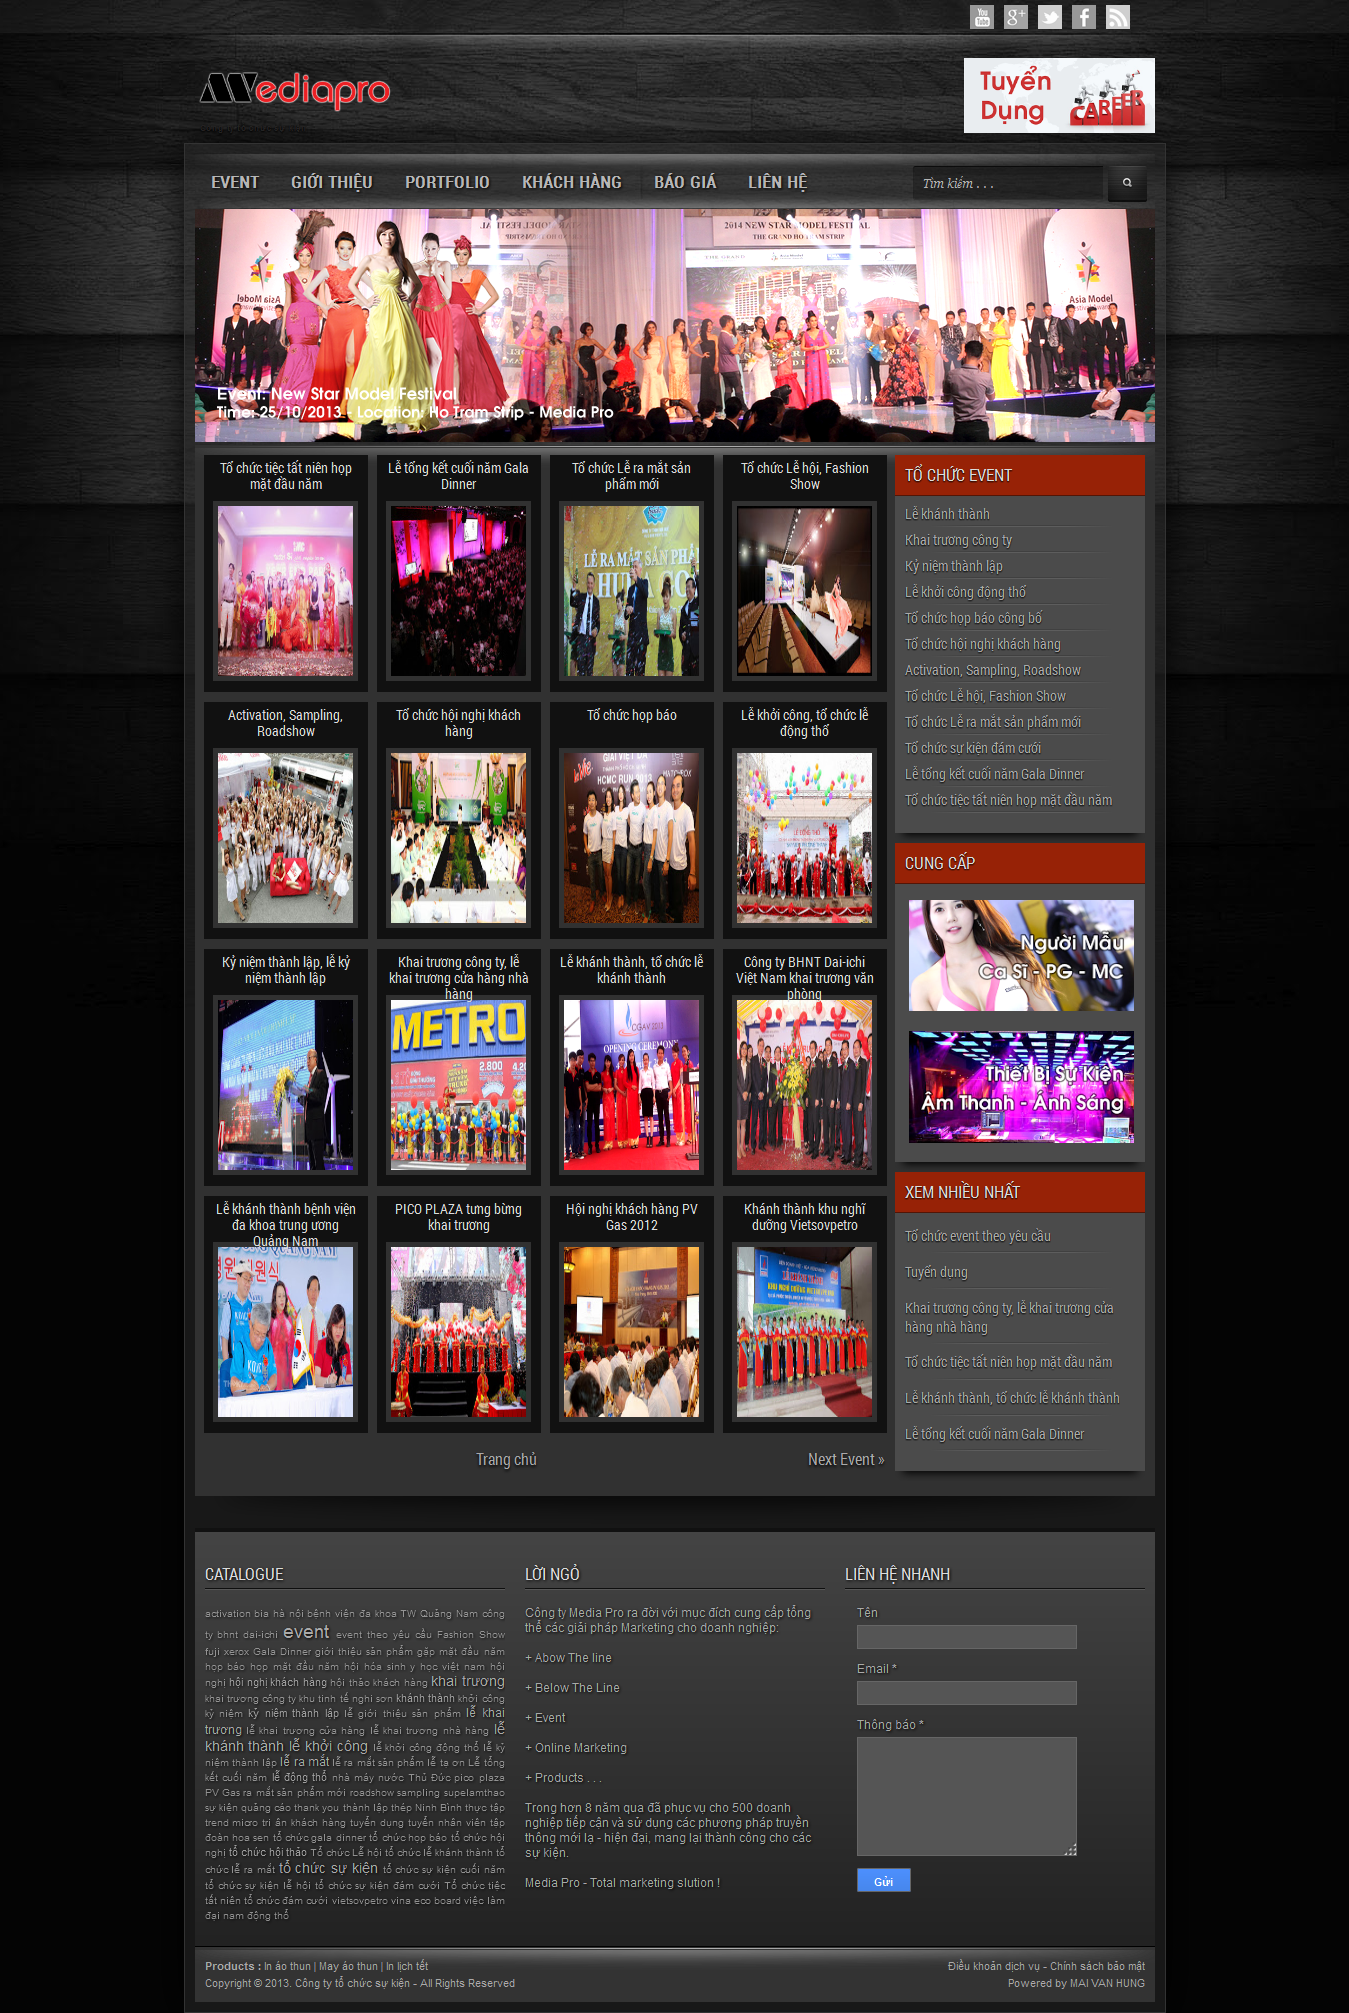 You Tube
g+
f
Mediapro
Tuyển
Dụng
CAREER
EVENT
GIỚI THIỆU
PORTFOLIO
KHÁCH HÀNG
BÁO GIÁ
LIÊN HỆ
Tìm kiếm . . .
2014 NEW STAR MODEL FESTIVAL
THE GRAND HO TRAM STRIP
Asia Model
Event: New Star Model Festival
Time: 25/10/2013 - Location: Ho Tram Strip - Media Pro
Tổ chức tiệc tất niên họp
mặt đầu năm
Lễ tổng kết cuối năm Gala
Dinner
Tổ chức Lễ ra mắt sản
phẩm mới
Tổ chức Lễ hội, Fashion
Show
LỄ RA MẮT SẢN PHẨ
Activation, Sampling,
Roadshow
Tổ chức hội nghị khách
hàng
Tổ chức họp báo
Lễ khởi công, tổ chức lễ
động thổ
HCMC RUN 2013
Kỷ niệm thành lập, lễ kỷ
niệm thành lập
Khai trương công ty, lễ
khai trương cửa hàng nhà
hàng
Lễ khánh thành, tổ chức lễ
khánh thành
Công ty BHNT Dai-ichi
Việt Nam khai trương văn
phòng
METRO
2.800
4.200
OPENING CEREMONY
Lễ khánh thành bệnh viện
đa khoa trung ương
Quảng Nam
PICO PLAZA tưng bừng
khai trương
Hội nghị khách hàng PV
Gas 2012
Khánh thành khu nghĩ
dưỡng Vietsovpetro
Trang chủ
Next Event »
TỔ CHỨC EVENT
Lễ khánh thành
Khai trương công ty
Kỷ niệm thành lập
Lễ khởi công động thổ
Tổ chức họp báo công bố
Tổ chức hội nghị khách hàng
Activation, Sampling, Roadshow
Tổ chức Lễ hội, Fashion Show
Tổ chức Lễ ra mắt sản phẩm mới
Tổ chức sự kiện đám cưới
Lễ tổng kết cuối năm Gala Dinner
Tổ chức tiệc tất niên họp mặt đầu năm
CUNG CẤP
Người Mẫu
Ca Sĩ - PG - MC
Thiết Bị Sự Kiện
Âm Thanh - Ánh Sáng
XEM NHIỀU NHẤT
Tổ chức event theo yêu cầu
Tuyển dụng
Khai trương công ty, lễ khai trương cửa
hàng nhà hàng
Tổ chức tiệc tất niên họp mặt đầu năm
Lễ khánh thành, tổ chức lễ khánh thành
Lễ tổng kết cuối năm Gala Dinner
CATALOGUE
activation bia hà nội bệnh viện đa khoa TW Quảng Nam công
ty bhnt dai-ichi event event theo yêu cầu Fashion Show
fuji xerox Gala Dinner giới thiệu sản phẩm gặp mặt đầu năm
họp báo họp mặt đầu năm hội hóa sinh y học việt nam hội
nghị hội nghị khách hàng hội thảo khách hàng khai trương
khai trương công ty khu tinh tế nghi sơn khánh thành khởi công
kỷ niệm kỷ niệm thành lập lễ giới thiệu sản phẩm lễ khai
trương lễ khai trương cửa hàng lễ khai trương nhà hàng lễ
khánh thành lễ khởi công lễ khởi công động thổ lễ kỷ
niệm thành lập lễ ra mắt lễ ra mắt sản phẩm lễ tạ ơn Lễ tổng
kết cuối năm lễ động thổ nhà máy nước Thủ Đức pico plaza
PV Gas ra mắt sản phẩm mới roadshow sampling supelamthao
sự kiện quảng cáo thank you thành lập thép Ninh Bình thực tập
trend micro tri ân khách hàng tuyển dụng tuyển nhân viên tập
đoàn hoa sen tổ chức gala dinner tổ chức họp báo tổ chức hội
nghị tổ chức hội thảo Tổ chức Lễ hội tổ chức lễ khánh thành tổ
chức lễ ra mắt tổ chức sự kiện tổ chức sự kiện cuối năm
tổ chức sự kiện lễ hội tổ chức sự kiện đám cưới Tổ chức tiệc
tất niên tổ chức đám cưới vietsovpetro vina eco board việc làm
đại nam động thổ
LỜI NGỎ
Công ty Media Pro ra đời với mục đích cung cấp tổng
thể các giải pháp Marketing cho doanh nghiệp:
+ Abow The line
+ Below The Line
+ Event
+ Online Marketing
+ Products . . .
Trong hơn 8 năm qua đã phục vụ cho 500 doanh
nghiệp tiếp cận và sử dụng các phương pháp truyền
thông mới lạ - hiện đại, mang lại thành công cho các
sự kiện.
Media Pro - Total marketing slution !
LIÊN HỆ NHANH
Tên
Email *
Thông báo *
Gửi
Products : In áo thun | May áo thun | In lịch tết
Copyright © 2013. Công ty tổ chức sự kiện - All Rights Reserved
Điều khoản dịch vụ - Chính sách bảo mật
Powered by MAI VAN HUNG